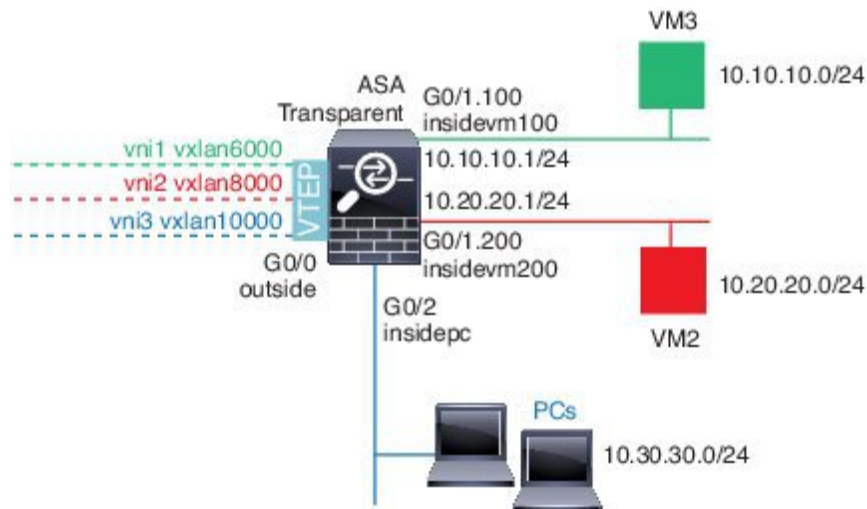 VM3
10.10.10.0/24
ASA
Transparent
G0/1.100
insidevm100
vni1 vxlan6000
10.10.10.1/24
vni2 vxlan8000
VTEP
10.20.20.1/24
vni3 vxlan10000
G0/1.200
insidevm200
G0/0
outside
10.20.20.0/24
VM2
G0/2
insidepc
PCs
10.30.30.0/24